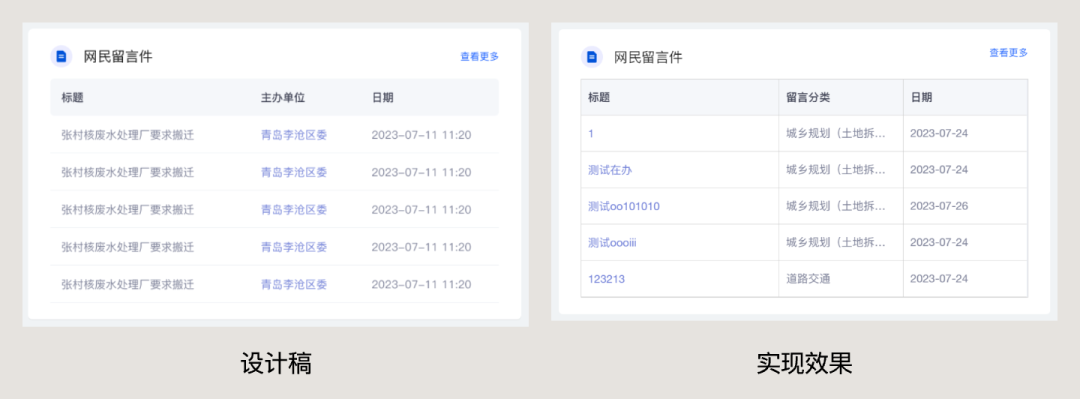 网民留言件 查看更多
标题 主办单位 日期
张村核废水处理厂要求搬迁 青岛李沧区委 2023-07-11 11:20
张村核废水处理厂要求搬迁 青岛李沧区委 2023-07-11 11:20
张村核废水处理厂要求搬迁 青岛李沧区委 2023-07-11 11:20
张村核废水处理厂要求搬迁 青岛李沧区委 2023-07-11 11:20
张村核废水处理厂要求搬迁 青岛李沧区委 2023-07-11 11:20
设计稿
网民留言件 查看更多
标题 留言分类 日期
1 城乡规划（土地拆... 2023-07-24
测试在办 城乡规划（土地拆... 2023-07-24
测试oo101010 城乡规划（土地拆... 2023-07-26
测试oooiii 城乡规划（土地拆... 2023-07-24
123213 道路交通 2023-07-24
实现效果